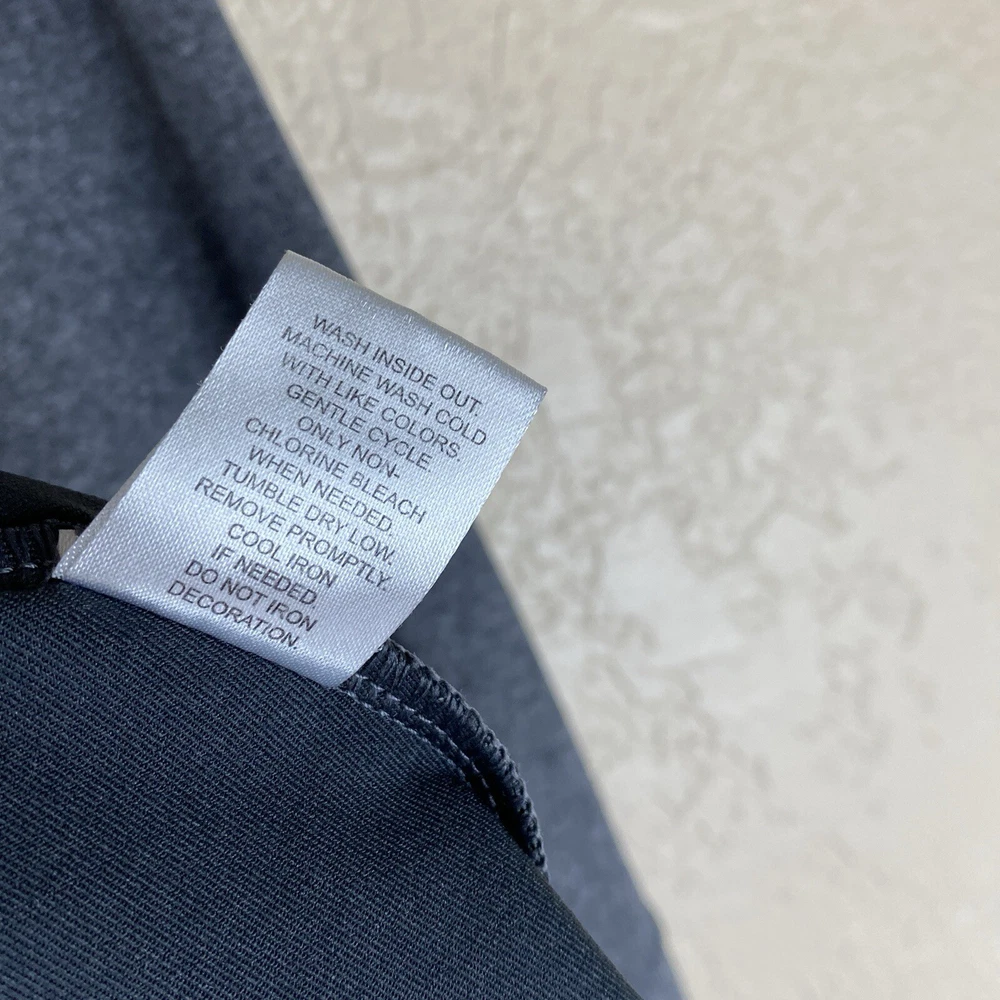 WASH INSIDE OUT.
MACHINE WASH COLD
WITH LIKE COLORS.
GENTLE CYCLE.
ONLY NON-
CHLORINE BLEACH
WHEN NEEDED.
TUMBLE DRY LOW.
REMOVE PROMPTLY.
COOL IRON
IF NEEDED.
DO NOT IRON
DECORATION.